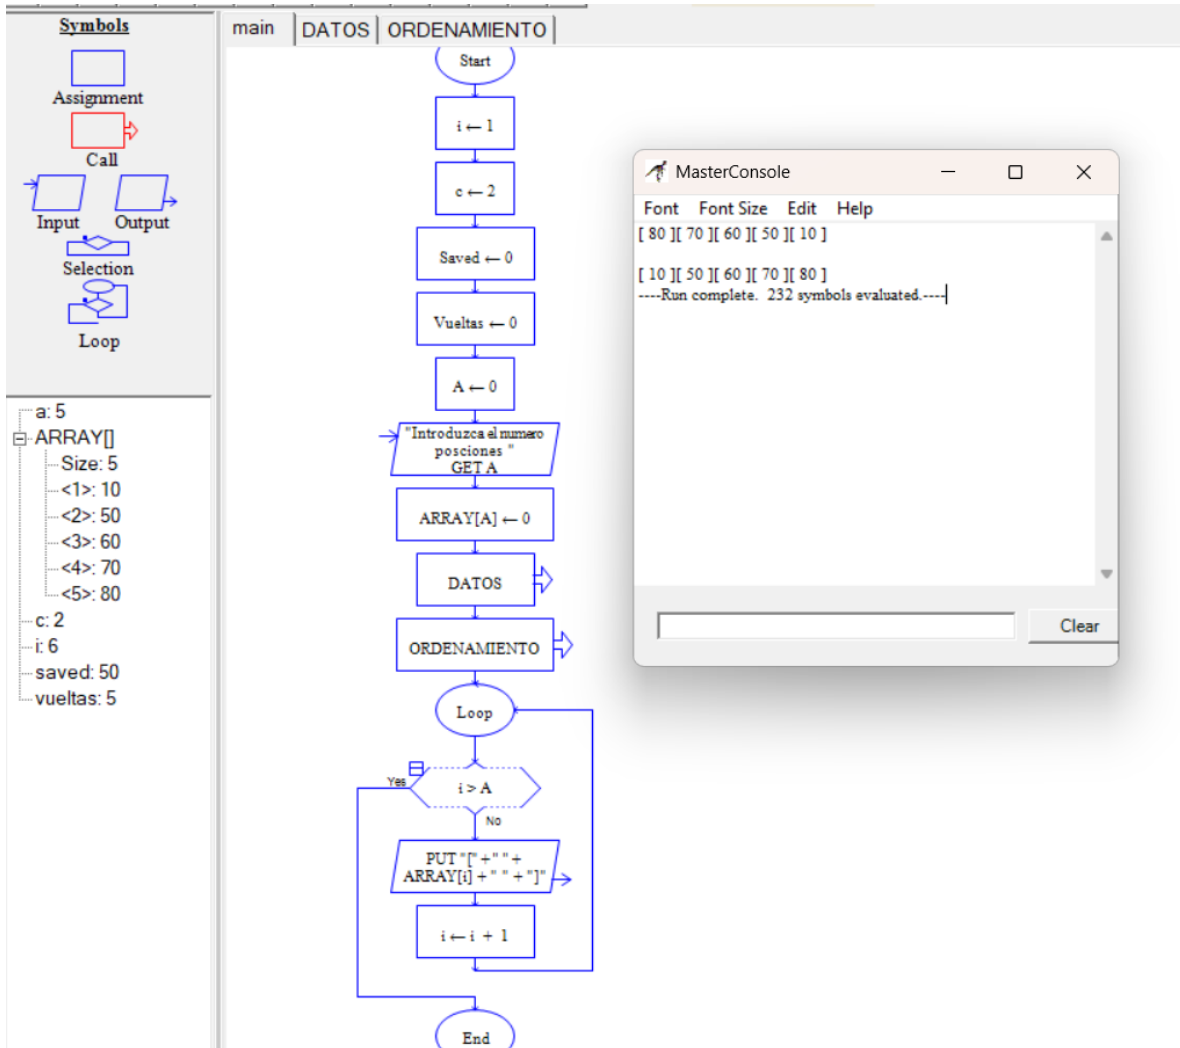 Symbols
Assignment
Call
Input Output
Selection
Loop
a: 5
ARRAY[]
Size: 5
<1>: 10
<2>: 50
<3>: 60
<4>: 70
<5>: 80
c: 2
i: 6
saved: 50
vueltas: 5
main DATOS ORDENAMIENTO
Start
i ← 1
c ← 2
Saved ← 0
Vueltas ← 0
A ← 0
"Introduzca el numero
posciones "
GET A
ARRAY[A] ← 0
DATOS
ORDENAMIENTO
Loop
Yes
i > A
No
PUT "[" +" " +
ARRAY[i] + " " + "]"
i ← i + 1
End
MasterConsole
Font Font Size Edit Help
[ 80 ][ 70 ][ 60 ][ 50 ][ 10 ]
[ 10 ][ 50 ][ 60 ][ 70 ][ 80 ]
----Run complete. 232 symbols evaluated.----
Clear